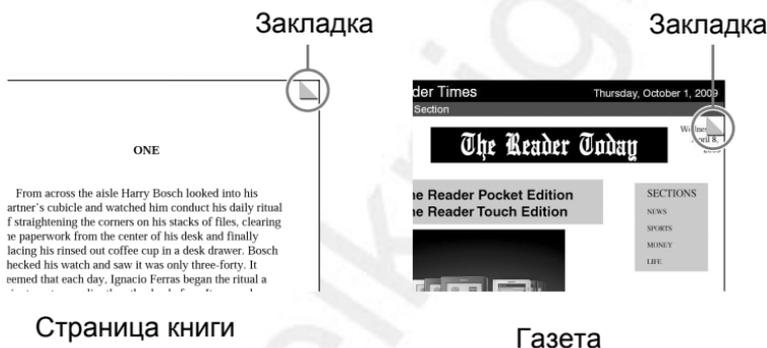 Закладка
ONE
From across the aisle Harry Bosch looked into his
artner's cubicle and watched him conduct his daily ritual
f straightening the corners on his stacks of files, clearing
he paperwork from the center of his desk and finally
lacing his rinsed out coffee cup in a desk drawer. Bosch
hecked his watch and saw it was only three-forty. It
eemed that each day, Ignacio Ferras began the ritual a
Страница книги
Закладка
der Times
Thursday, October 1, 2009
Section
The Reader Today
April 8,
he Reader Pocket Edition
he Reader Touch Edition
SECTIONS
NEWS
SPORTS
MONEY
LIFE
Газета